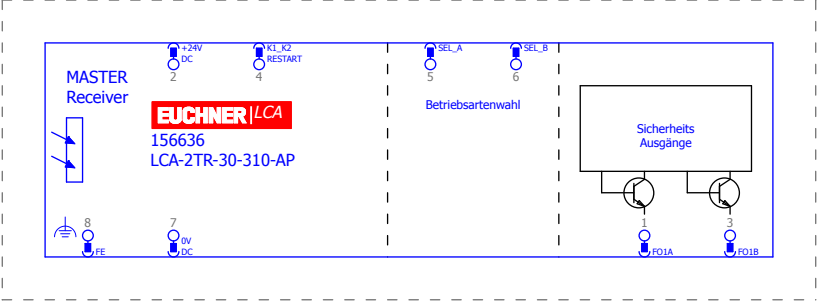 +24V
DC
2
K1_K2
RESTART
4
SEL_A
5
SEL_B
6
MASTER
Receiver
EUCHNER LCA
156636
LCA-2TR-30-310-AP
Betriebsartenwahl
Sicherheits
Ausgänge
8
FE
7
0V
DC
1
FO1A
3
FO1B